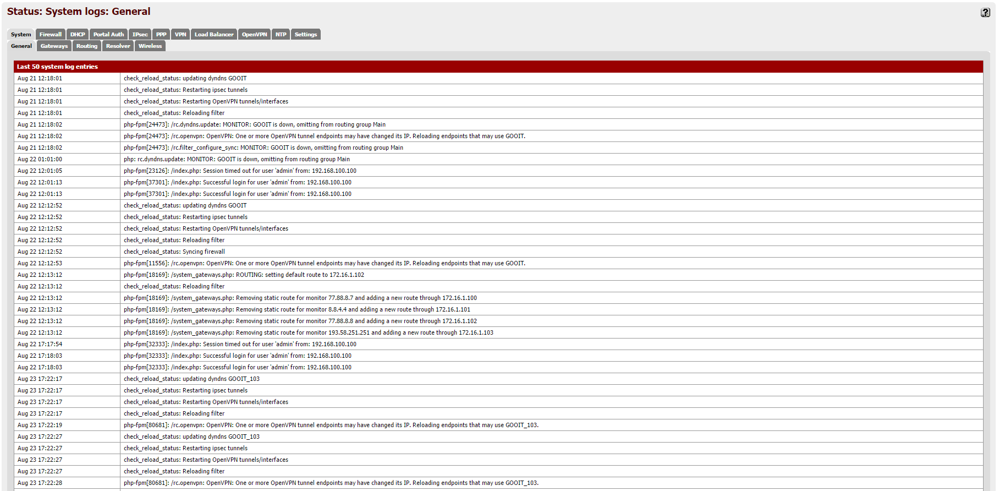 Status: System logs: General
?
System Firewall DHCP Portal Auth IPsec PPP VPN Load Balancer OpenVPN NTP Settings
General Gateways Routing Resolver Wireless
Last 50 system log entries
Aug 21 12:18:01 check_reload_status: updating dyndns GOOIT
Aug 21 12:18:01 check_reload_status: Restarting ipsec tunnels
Aug 21 12:18:01 check_reload_status: Restarting OpenVPN tunnels/interfaces
Aug 21 12:18:01 check_reload_status: Reloading filter
Aug 21 12:18:02 php-fpm[24473]: /rc.dyndns.update: MONITOR: GOOIT is down, omitting from routing group Main
Aug 21 12:18:02 php-fpm[24473]: /rc.openvpn: OpenVPN: One or more OpenVPN tunnel endpoints may have changed its IP. Reloading endpoints that may use GOOIT.
Aug 21 12:18:02 php-fpm[24473]: /rc.filter_configure_sync: MONITOR: GOOIT is down, omitting from routing group Main
Aug 22 01:01:00 php: rc.dyndns.update: MONITOR: GOOIT is down, omitting from routing group Main
Aug 22 12:01:05 php-fpm[23126]: /index.php: Session timed out for user 'admin' from: 192.168.100.100
Aug 22 12:01:13 php-fpm[37301]: /index.php: Successful login for user 'admin' from: 192.168.100.100
Aug 22 12:01:13 php-fpm[37301]: /index.php: Successful login for user 'admin' from: 192.168.100.100
Aug 22 12:12:52 check_reload_status: updating dyndns GOOIT
Aug 22 12:12:52 check_reload_status: Restarting ipsec tunnels
Aug 22 12:12:52 check_reload_status: Restarting OpenVPN tunnels/interfaces
Aug 22 12:12:52 check_reload_status: Reloading filter
Aug 22 12:12:52 check_reload_status: Syncing firewall
Aug 22 12:12:53 php-fpm[11556]: /rc.openvpn: OpenVPN: One or more OpenVPN tunnel endpoints may have changed its IP. Reloading endpoints that may use GOOIT.
Aug 22 12:13:12 php-fpm[18169]: /system_gateways.php: ROUTING: setting default route to 172.16.1.102
Aug 22 12:13:12 check_reload_status: Reloading filter
Aug 22 12:13:12 php-fpm[18169]: /system_gateways.php: Removing static route for monitor 77.88.8.7 and adding a new route through 172.16.1.100
Aug 22 12:13:12 php-fpm[18169]: /system_gateways.php: Removing static route for monitor 8.8.4.4 and adding a new route through 172.16.1.101
Aug 22 12:13:12 php-fpm[18169]: /system_gateways.php: Removing static route for monitor 77.88.8.8 and adding a new route through 172.16.1.102
Aug 22 12:13:12 php-fpm[18169]: /system_gateways.php: Removing static route for monitor 193.58.251.251 and adding a new route through 172.16.1.103
Aug 22 17:17:54 php-fpm[32333]: /index.php: Session timed out for user 'admin' from: 192.168.100.100
Aug 22 17:18:03 php-fpm[32333]: /index.php: Successful login for user 'admin' from: 192.168.100.100
Aug 22 17:18:03 php-fpm[32333]: /index.php: Successful login for user 'admin' from: 192.168.100.100
Aug 23 17:22:17 check_reload_status: updating dyndns GOOIT_103
Aug 23 17:22:17 check_reload_status: Restarting ipsec tunnels
Aug 23 17:22:17 check_reload_status: Restarting OpenVPN tunnels/interfaces
Aug 23 17:22:17 check_reload_status: Reloading filter
Aug 23 17:22:19 php-fpm[80681]: /rc.openvpn: OpenVPN: One or more OpenVPN tunnel endpoints may have changed its IP. Reloading endpoints that may use GOOIT_103.
Aug 23 17:22:27 check_reload_status: updating dyndns GOOIT_103
Aug 23 17:22:27 check_reload_status: Restarting ipsec tunnels
Aug 23 17:22:27 check_reload_status: Restarting OpenVPN tunnels/interfaces
Aug 23 17:22:27 check_reload_status: Reloading filter
Aug 23 17:22:28 php-fpm[80681]: /rc.openvpn: OpenVPN: One or more OpenVPN tunnel endpoints may have changed its IP. Reloading endpoints that may use GOOIT_103.